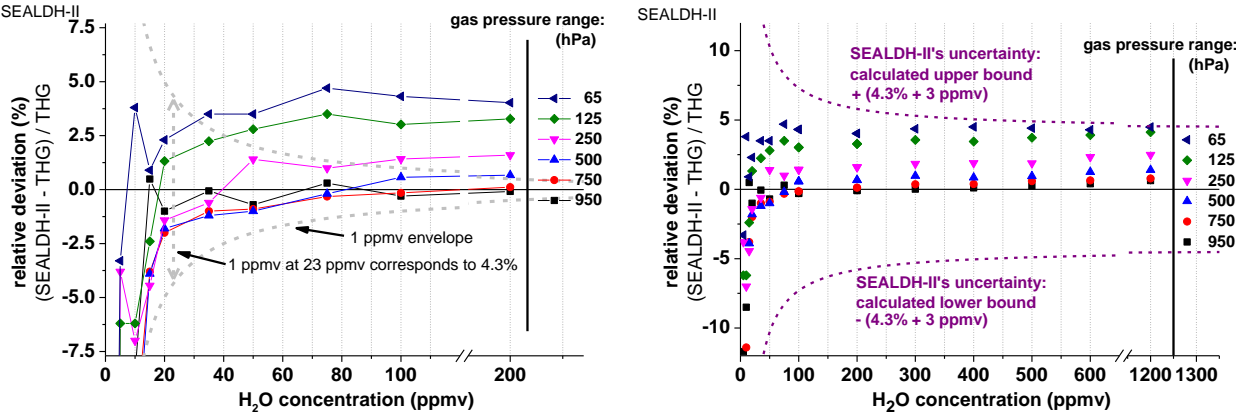 SEALDH-II
7.5
5.0
2.5
0.0
-2.5
-5.0
-7.5
relative deviation (%)
(SEALDH-II - THG) / THG
0
20
40
60
80
100
200
H2O concentration (ppmv)
gas pressure range:
(hPa)
65
125
250
500
750
950
1 ppmv envelope
1 ppmv at 23 ppmv corresponds to 4.3%
SEALDH-II
10
5
0
-5
-10
relative deviation (%)
(SEALDH-II - THG) / THG
0
100
200
300
400
500
600
1200
1300
H2O concentration (ppmv)
SEALDH-II's uncertainty:
calculated upper bound
+ (4.3% + 3 ppmv)
SEALDH-II's uncertainty:
calculated lower bound
- (4.3% + 3 ppmv)
gas pressure range:
(hPa)
65
125
250
500
750
950